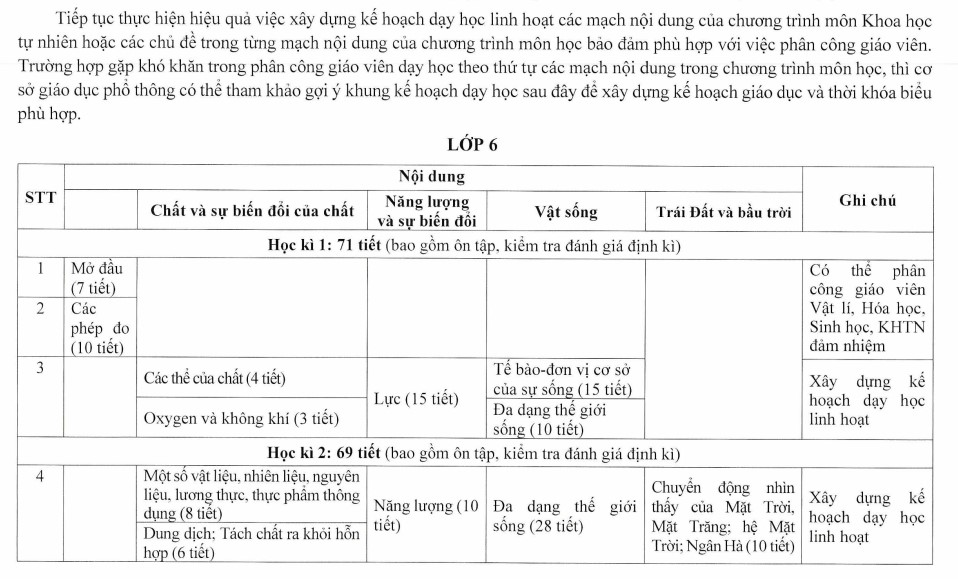 Tiếp tục thực hiện hiệu quả việc xây dựng kế hoạch dạy học linh hoạt các mạch nội dung của chương trình môn Khoa học
tự nhiên hoặc các chủ đề trong từng mạch nội dung của chương trình môn học bảo đảm phù hợp với việc phân công giáo viên.
Trường hợp gặp khó khăn trong phân công giáo viên dạy học theo thứ tự các mạch nội dung trong chương trình môn học, thì cơ
sở giáo dục phổ thông có thể tham khảo gợi ý khung kế hoạch dạy học sau đây để xây dựng kế hoạch giáo dục và thời khóa biểu
phù hợp.
LỚP 6
STT
Nội dung
Ghi chú
Chất và sự biến đổi của chất
Năng lượng
và sự biến đổi
Vật sống
Trái Đất và bầu trời
Học kì 1: 71 tiết (bao gồm ôn tập, kiểm tra đánh giá định kì)
1
Mở đầu
(7 tiết)
2
Các
phép đo
(10 tiết)
Có thể phân
công giáo viên
Vật lí, Hóa học,
Sinh học, KHTN
đảm nhiệm
3
Các thể của chất (4 tiết)
Oxygen và không khí (3 tiết)
Lực (15 tiết)
Tế bào-đơn vị cơ sở
của sự sống (15 tiết)
Đa dạng thế giới
sống (10 tiết)
Xây dựng kế
hoạch dạy học
linh hoạt
Học kì 2: 69 tiết (bao gồm ôn tập, kiểm tra đánh giá định kì)
4
Một số vật liệu, nhiên liệu, nguyên
liệu, lương thực, thực phẩm thông
dụng (8 tiết)
Dung dịch; Tách chất ra khỏi hỗn
hợp (6 tiết)
Năng lượng (10
tiết)
Đa dạng thế giới
sống (28 tiết)
Chuyển động nhìn
thấy của Mặt Trời,
Mặt Trăng; hệ Mặt
Trời; Ngân Hà (10 tiết)
Xây dựng kế
hoạch dạy học
linh hoạt